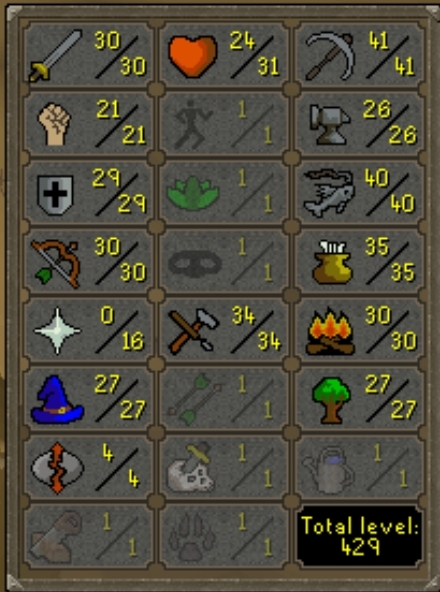 30/30 24/31 41/41
21/21 1/1 26/26
29/29 1/1 40/40
30/30 1/1 35/35
0/16 34/34 30/30
27/27 1/1 27/27
4/4 1/1 1/1
1/1 1/1 Total level:
429